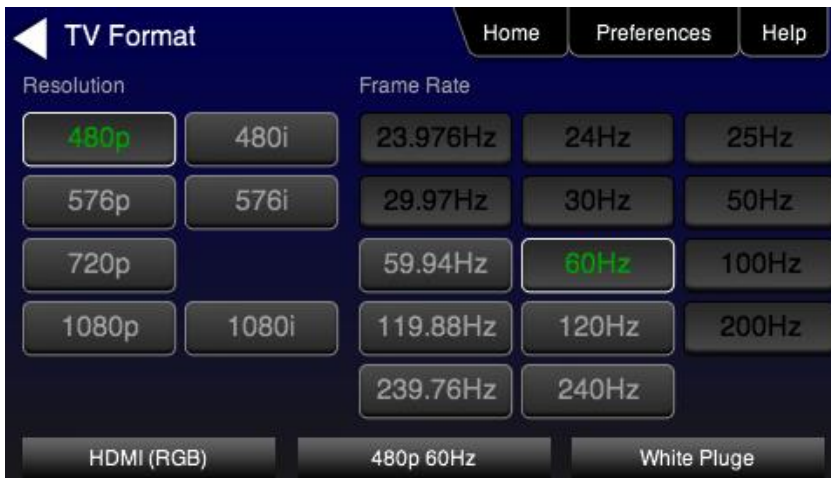 TV Format Home Preferences Help
Resolution Frame Rate
480p 480i 23.976Hz 24Hz 25Hz
576p 576i 29.97Hz 30Hz 50Hz
720p 59.94Hz 60Hz 100Hz
1080p 1080i 119.88Hz 120Hz 200Hz
239.76Hz 240Hz
HDMI (RGB) 480p 60Hz White Pluge